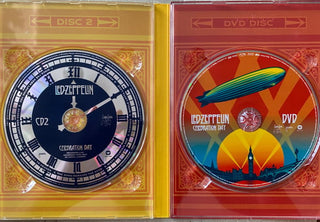 DISC 2
LED ZEPPELIN
CD2
CELEBRATION DAY
DVD DISC
LED ZEPPELIN
CELEBRATION DAY
DVD